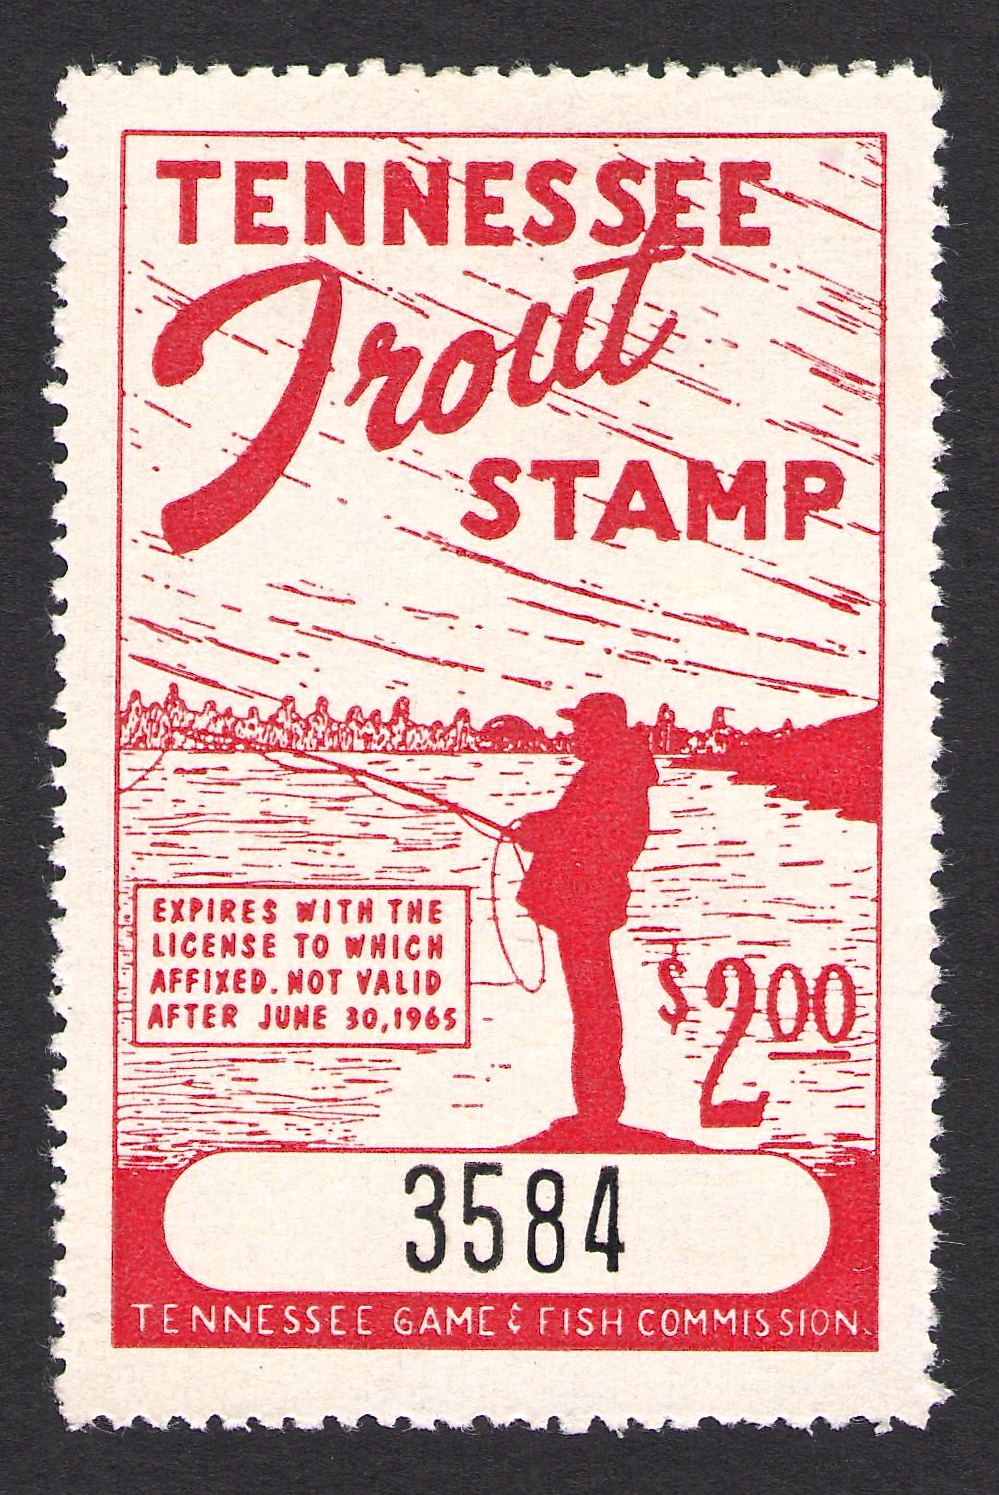 TENNESSEE
Trout
STAMP
EXPIRES WITH THE
LICENSE TO WHICH
AFFIXED. NOT VALID
AFTER JUNE 30, 1965
$2.00
3584
TENNESSEE GAME & FISH COMMISSION.